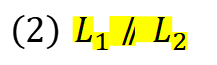 (2) L₁ ⫽ L₂